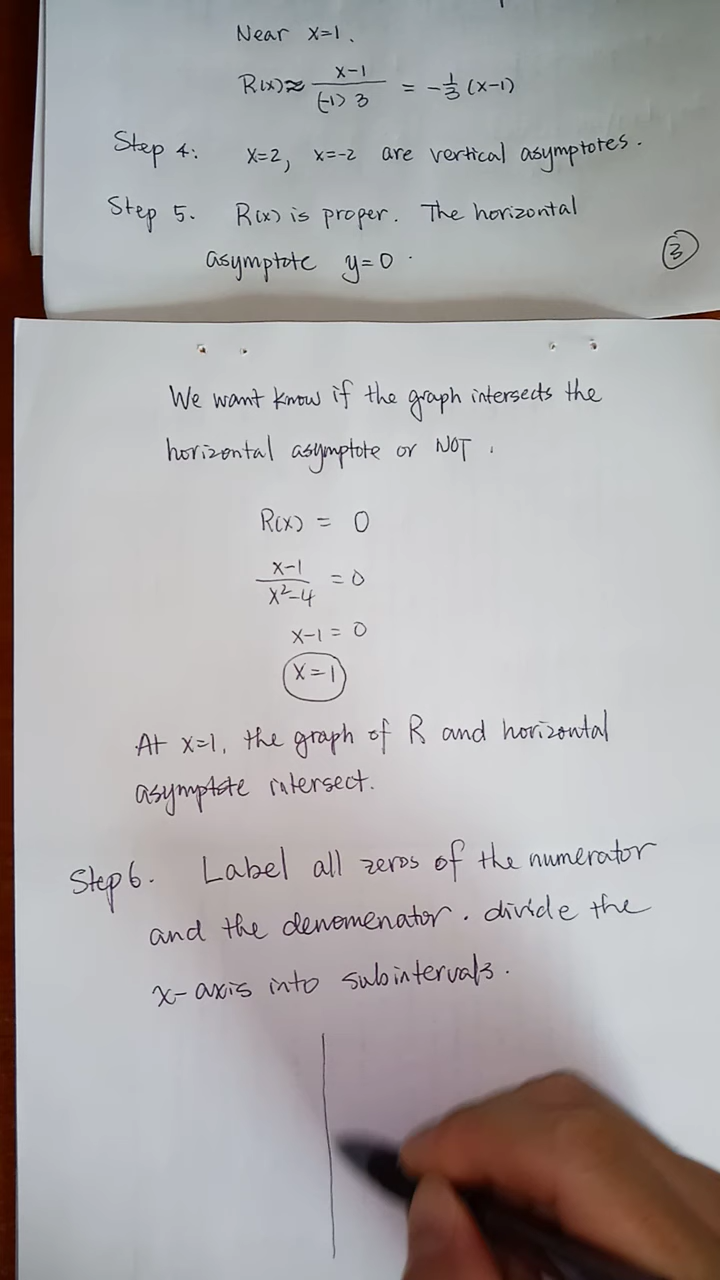 Near x=1.
R(x)≈ x-1 / (-1) 3 = -1/3 (x-1)
Step 4: x=2, x=-2 are vertical asymptotes.
Step 5. R(x) is proper. The horizontal
asymptote y=0.
3
We want know if the graph intersects the
horizontal asymptote or NOT.
R(x) = 0
x-1 / x²-4 = 0
x-1=0
x=1
At x=1, the graph of R and horizontal
asymptote intersect.
Step 6. Label all zeros of the numerator
and the denomenator. divide the
x-axis into subintervals.